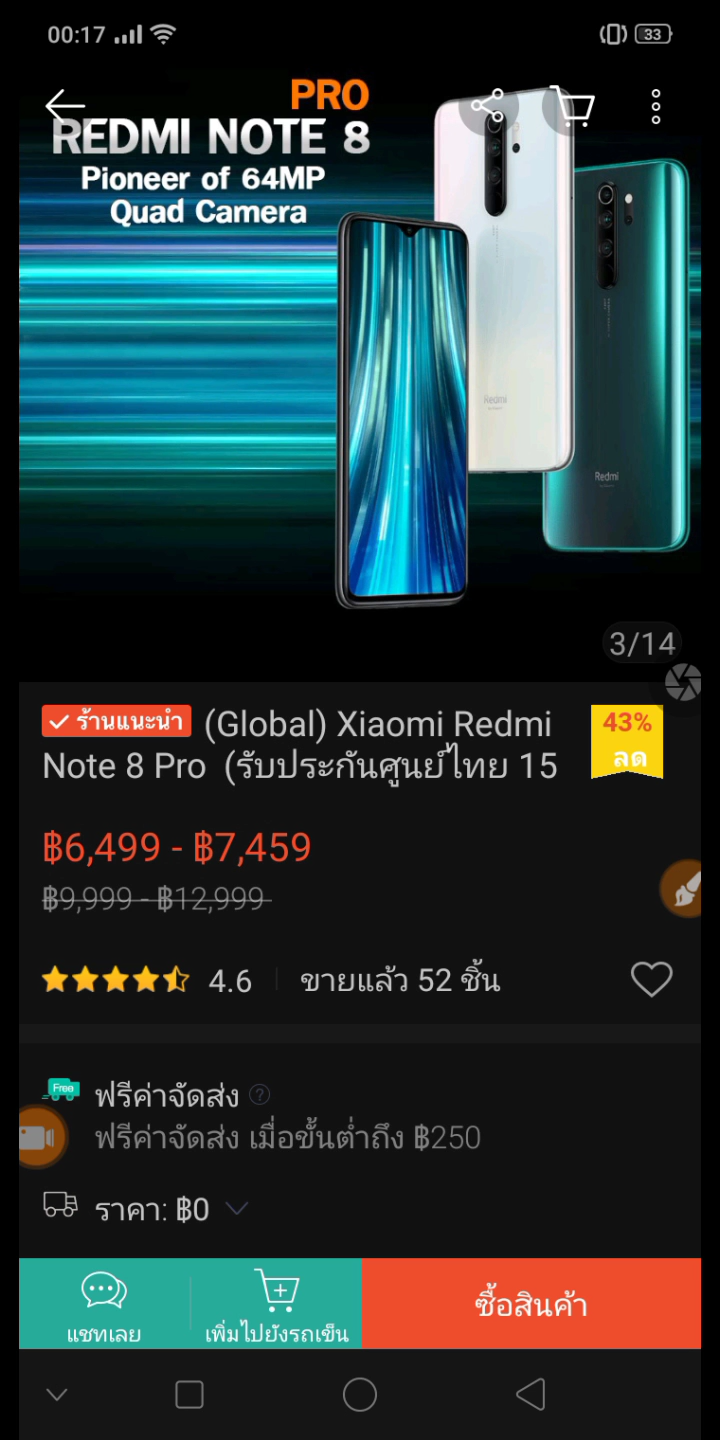 00:17
33
PRO
REDMI NOTE 8
Pioneer of 64MP
Quad Camera
Redmi
Redmi
3/14
ร้านแนะนำ (Global) Xiaomi Redmi
Note 8 Pro (รับประกันศูนย์ไทย 15
43%
ลด
฿6,499 - ฿7,459
฿9,999 - ฿12,999
4.6
ขายแล้ว 52 ชิ้น
Free
ฟรีค่าจัดส่ง ?
ฟรีค่าจัดส่ง เมื่อขั้นต่ำถึง ฿250
ราคา: ฿0
แชทเลย
เพิ่มไปยังรถเข็น
ซื้อสินค้า